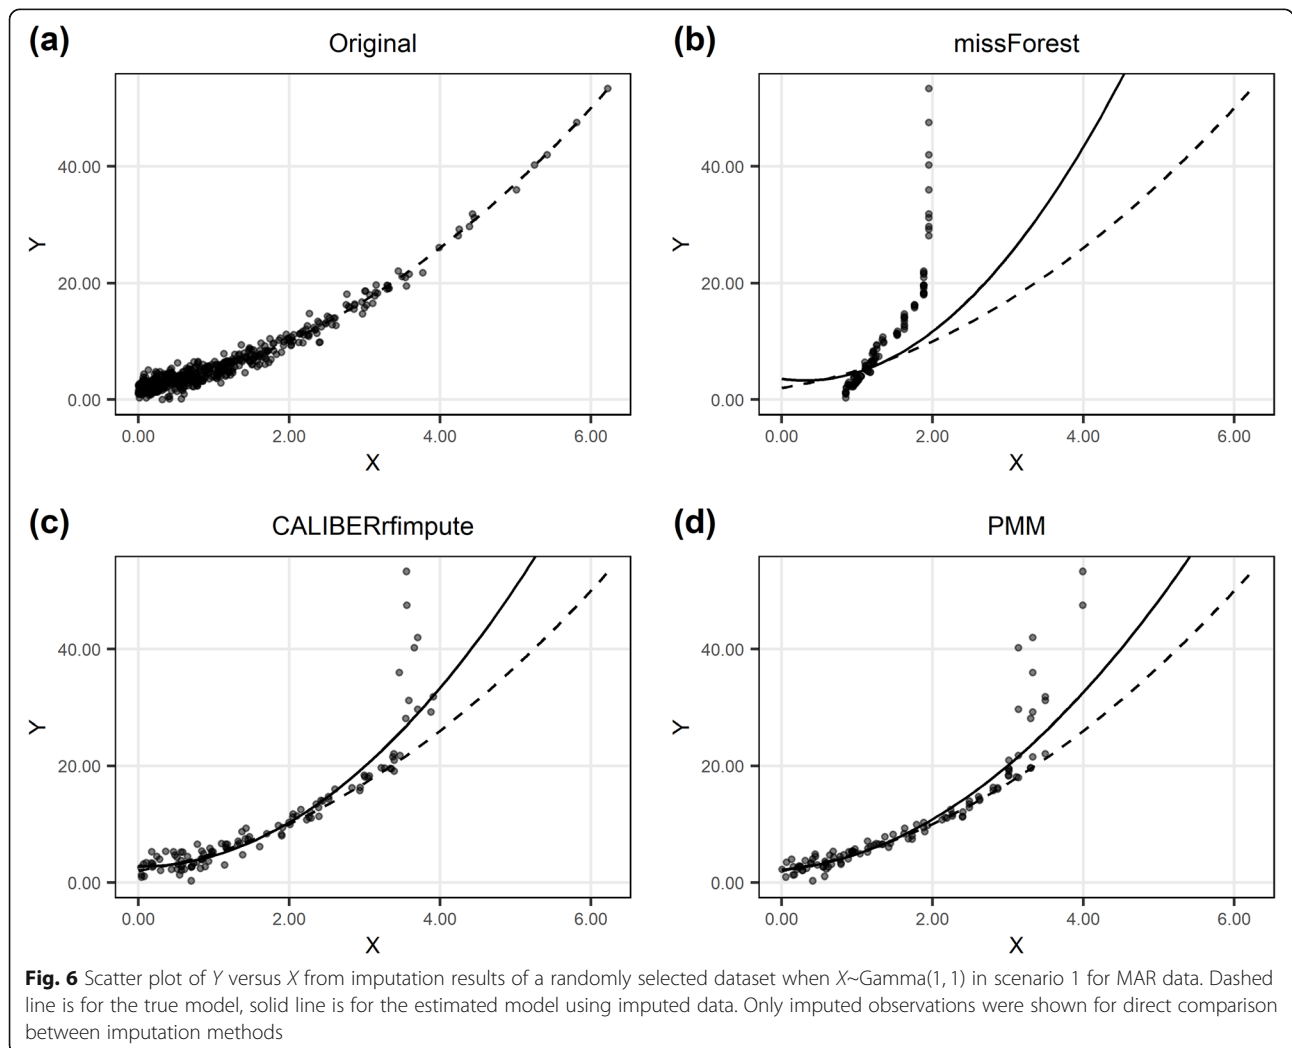 (a)
Original
Y
40.00
20.00
0.00
0.00 2.00 4.00 6.00
X
(b)
missForest
Y
40.00
20.00
0.00
0.00 2.00 4.00 6.00
X
(c)
CALIBERrfimpute
Y
40.00
20.00
0.00
0.00 2.00 4.00 6.00
X
(d)
PMM
Y
40.00
20.00
0.00
0.00 2.00 4.00 6.00
X
Fig. 6 Scatter plot of Y versus X from imputation results of a randomly selected dataset when X~Gamma(1, 1) in scenario 1 for MAR data. Dashed
line is for the true model, solid line is for the estimated model using imputed data. Only imputed observations were shown for direct comparison
between imputation methods